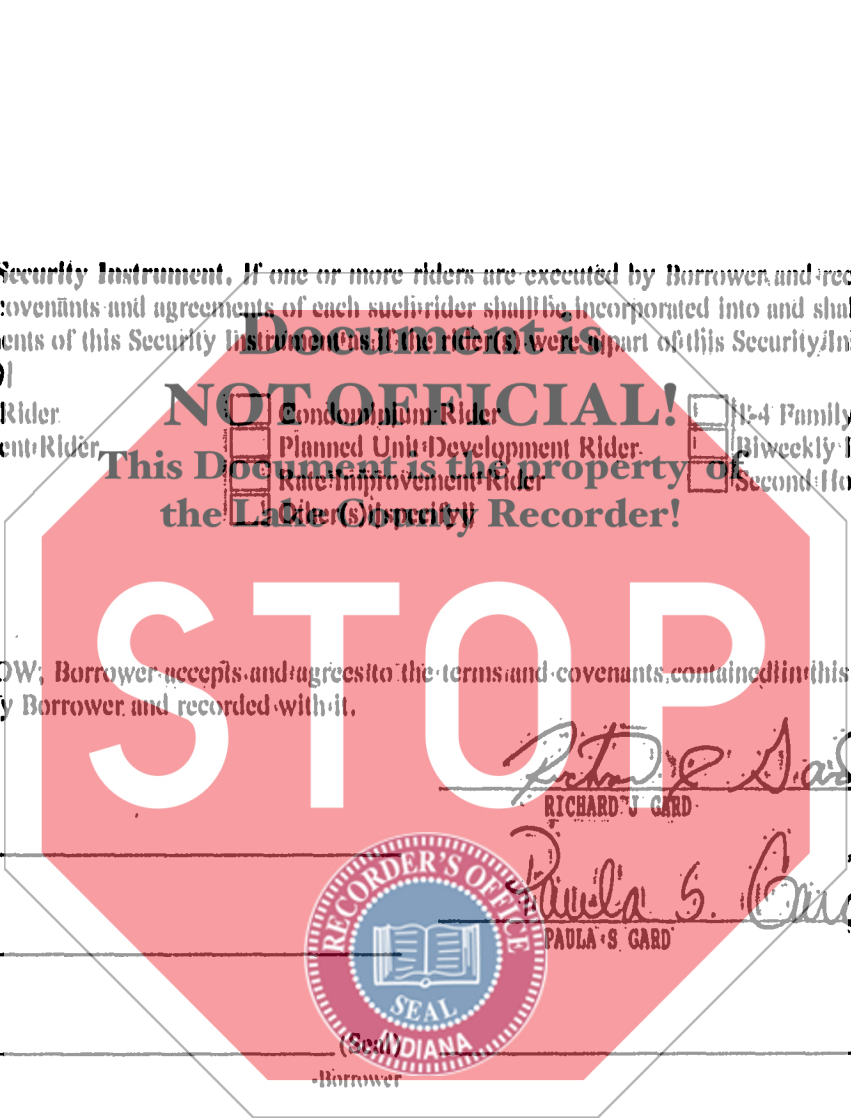 Security Instrument. If one or more riders are executed by Borrower and rec
ovenants and agreements of each such rider shall be incorporated into and shal
ents of this Security Instrument as if the rider(s) were a part of this Security In
Document is
NOT OFFICIAL!
This Document is the property of
the Lake County Recorder!
Rider Condominium Rider 1-4 Family
ent Rider Planned Unit Development Rider Biweekly
Rate Improvement Rider Second Ho
Other(s) [specify]
STOP
OW, Borrower accepts and agrees to the terms and covenants contained in this
y Borrower and recorded with it.
Richard J Gard
RICHARD J GARD
Paula S. Gard
PAULA S GARD
RECORDER'S OFFICE
SEAL
INDIANA
(Seal)
-Borrower